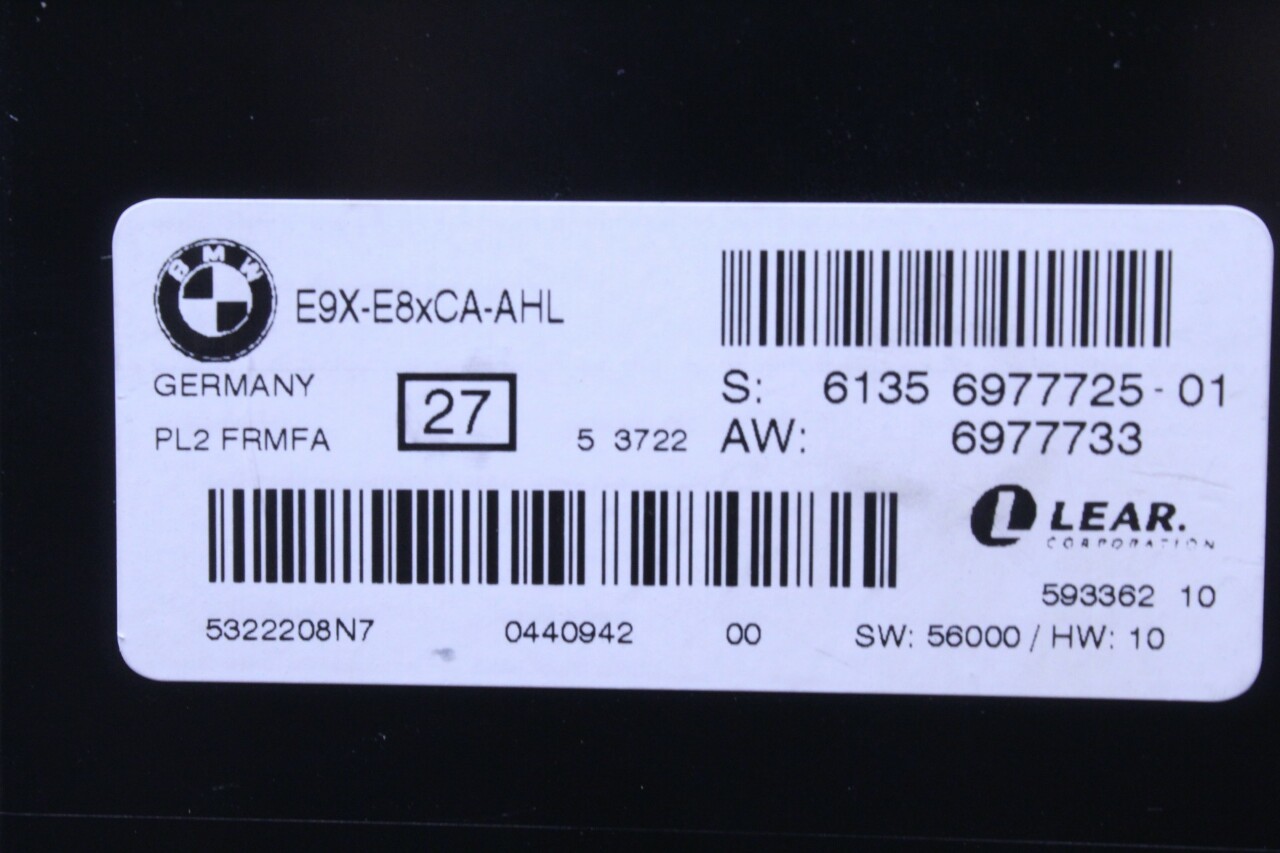 BMW
E9X-E8xCA-AHL
GERMANY
PL2 FRMFA
27
5 3722
S: 6135 6977725-01
AW: 6977733
LEAR.
CORPORATION
593362 10
5322208N7 0440942 00 SW: 56000 / HW: 10